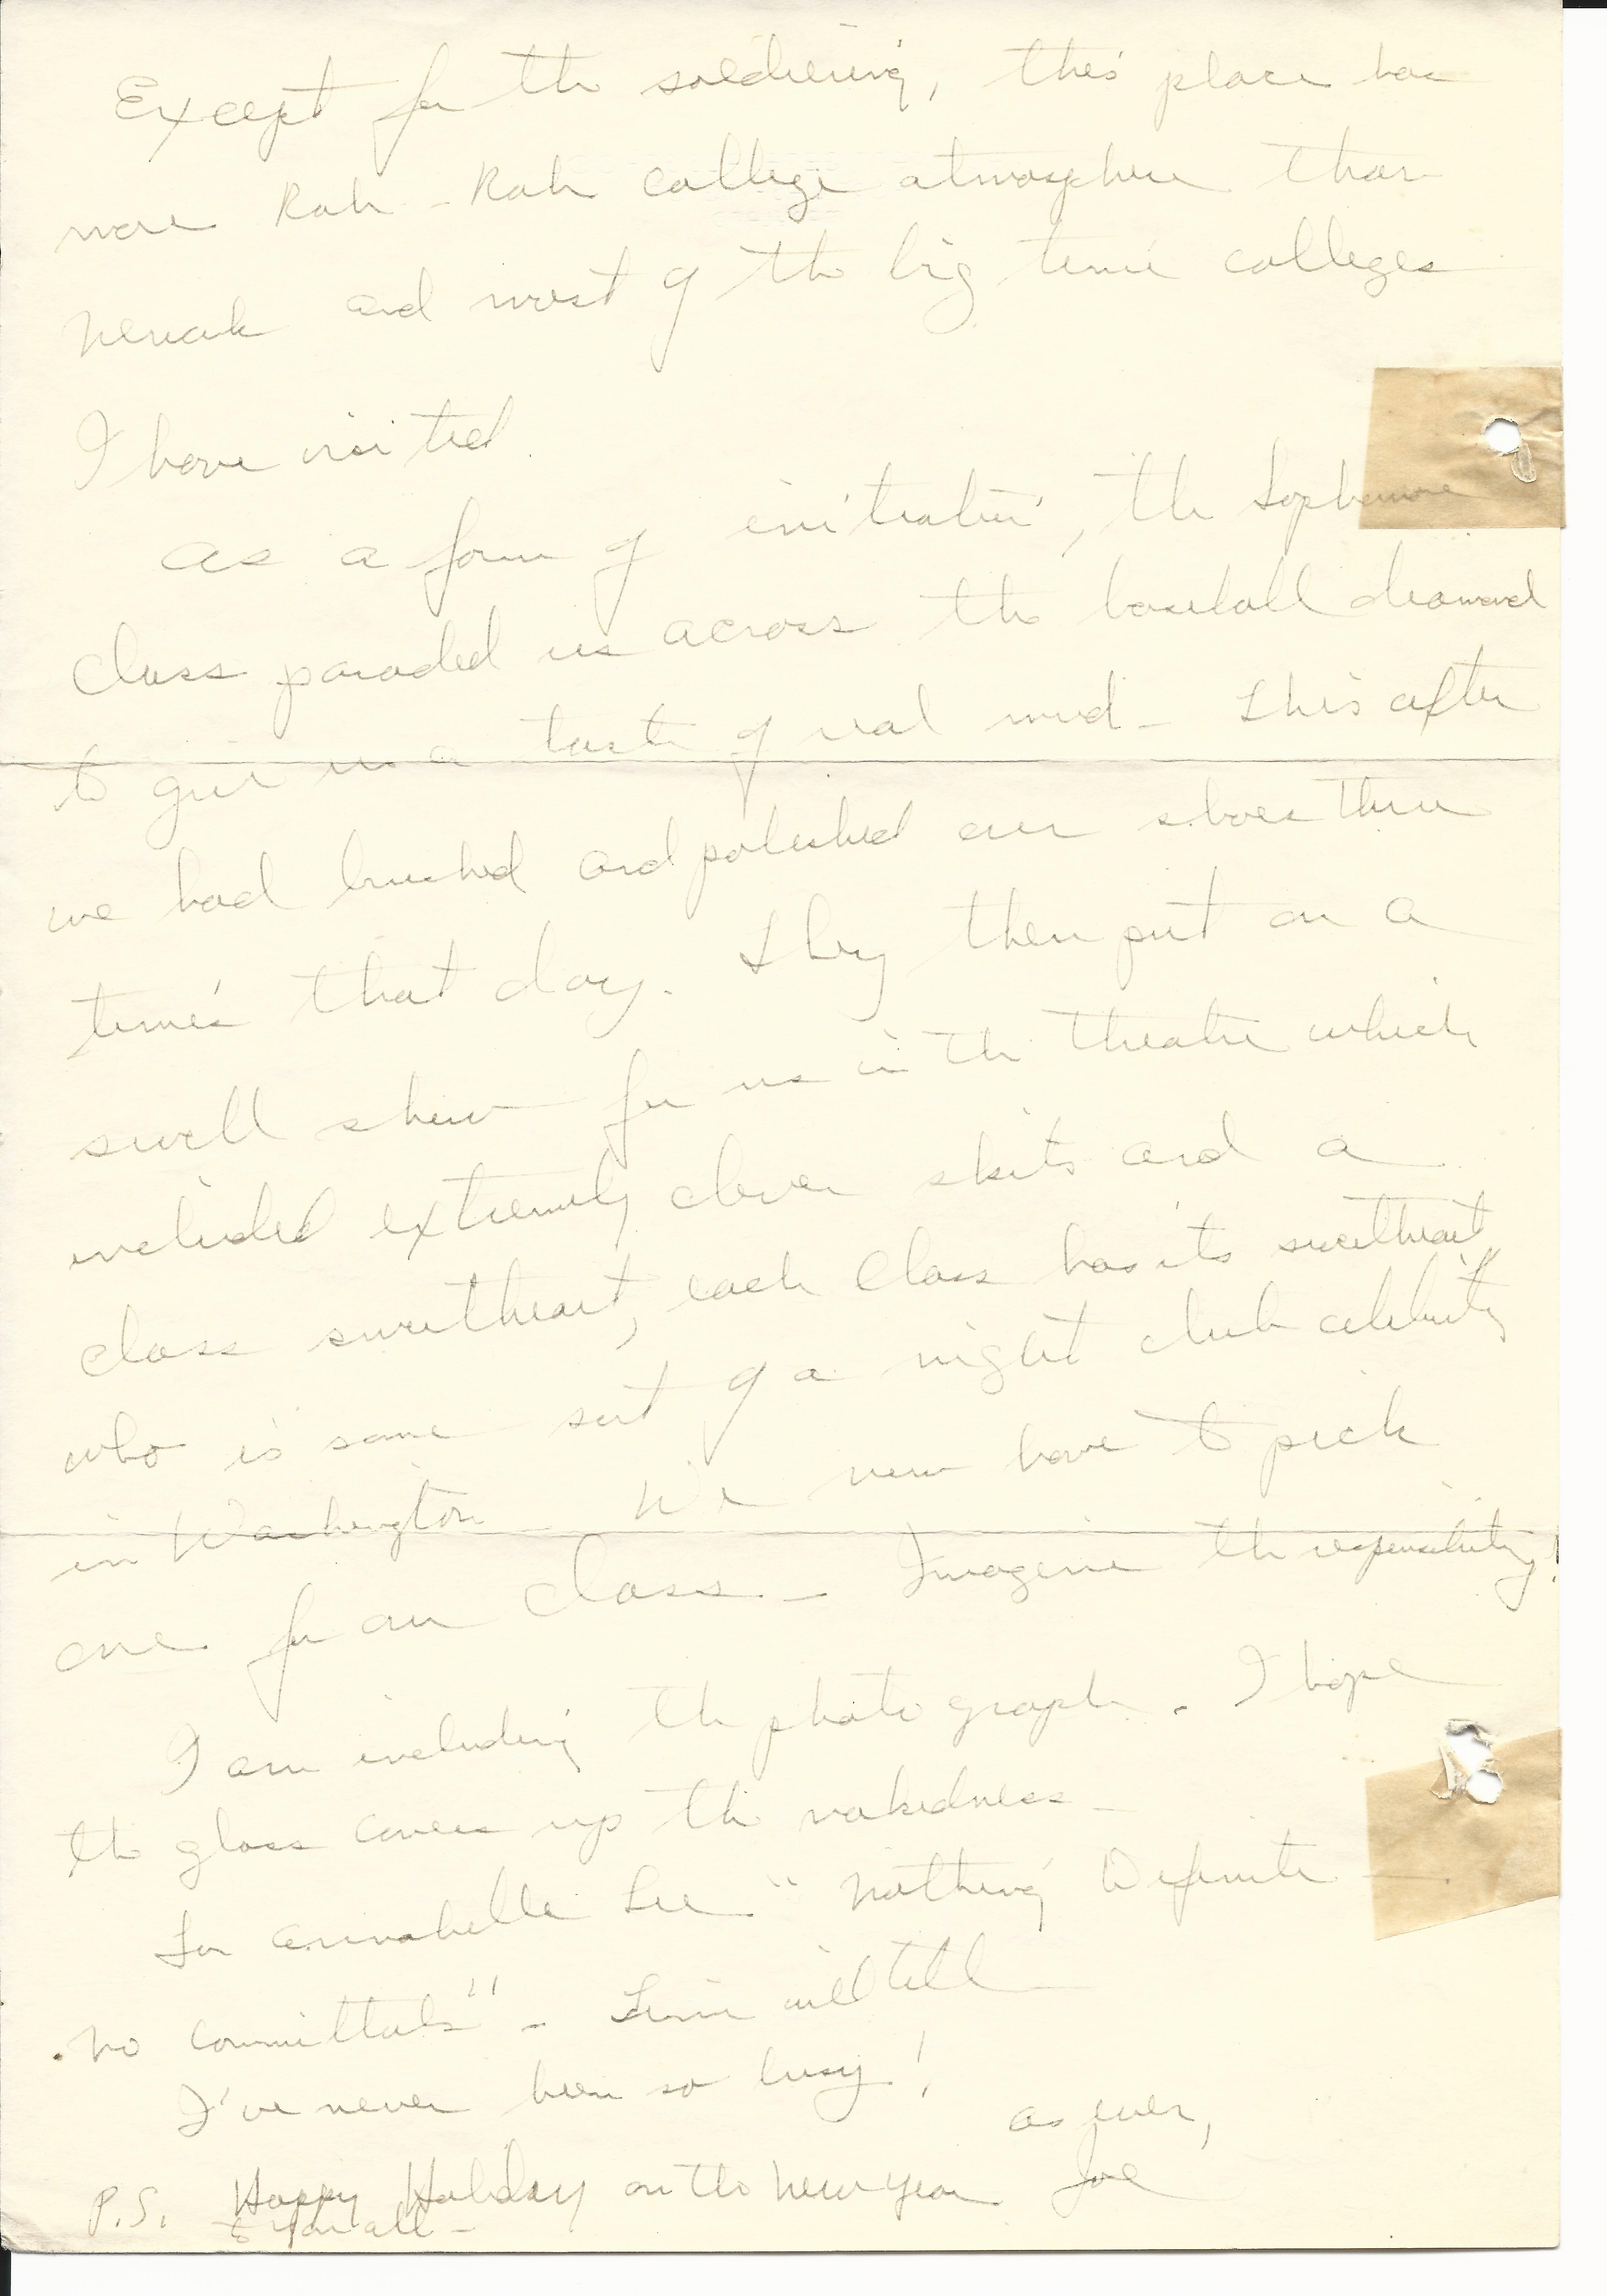 Except for the soldiering, this place has
more Rah-Rah college atmosphere than
Newark and most of the big time colleges
I have visited.
As a form of initiation, the Sophomore
Class paraded us across the baseball diamond
to give us a taste of real mud - This after
we had brushed and polished our shoes three
times that day. They then put on a
swell show for us in the theatre which
included extremely clever skits and a
class sweetheart, each Class has its sweetheart"
who is some sort of a night club celebrity
in Washington - We now have to pick
one for our Class - Imagine the responsibility!
I am including the photograph. I hope
the glass covers up the nakedness -
For Annabelle Lee "Nothing Definite -
no committals" - Time will tell
I've never been so busy!
As ever,
Joe
P.S. Happy Holiday on the New Year
to you all -